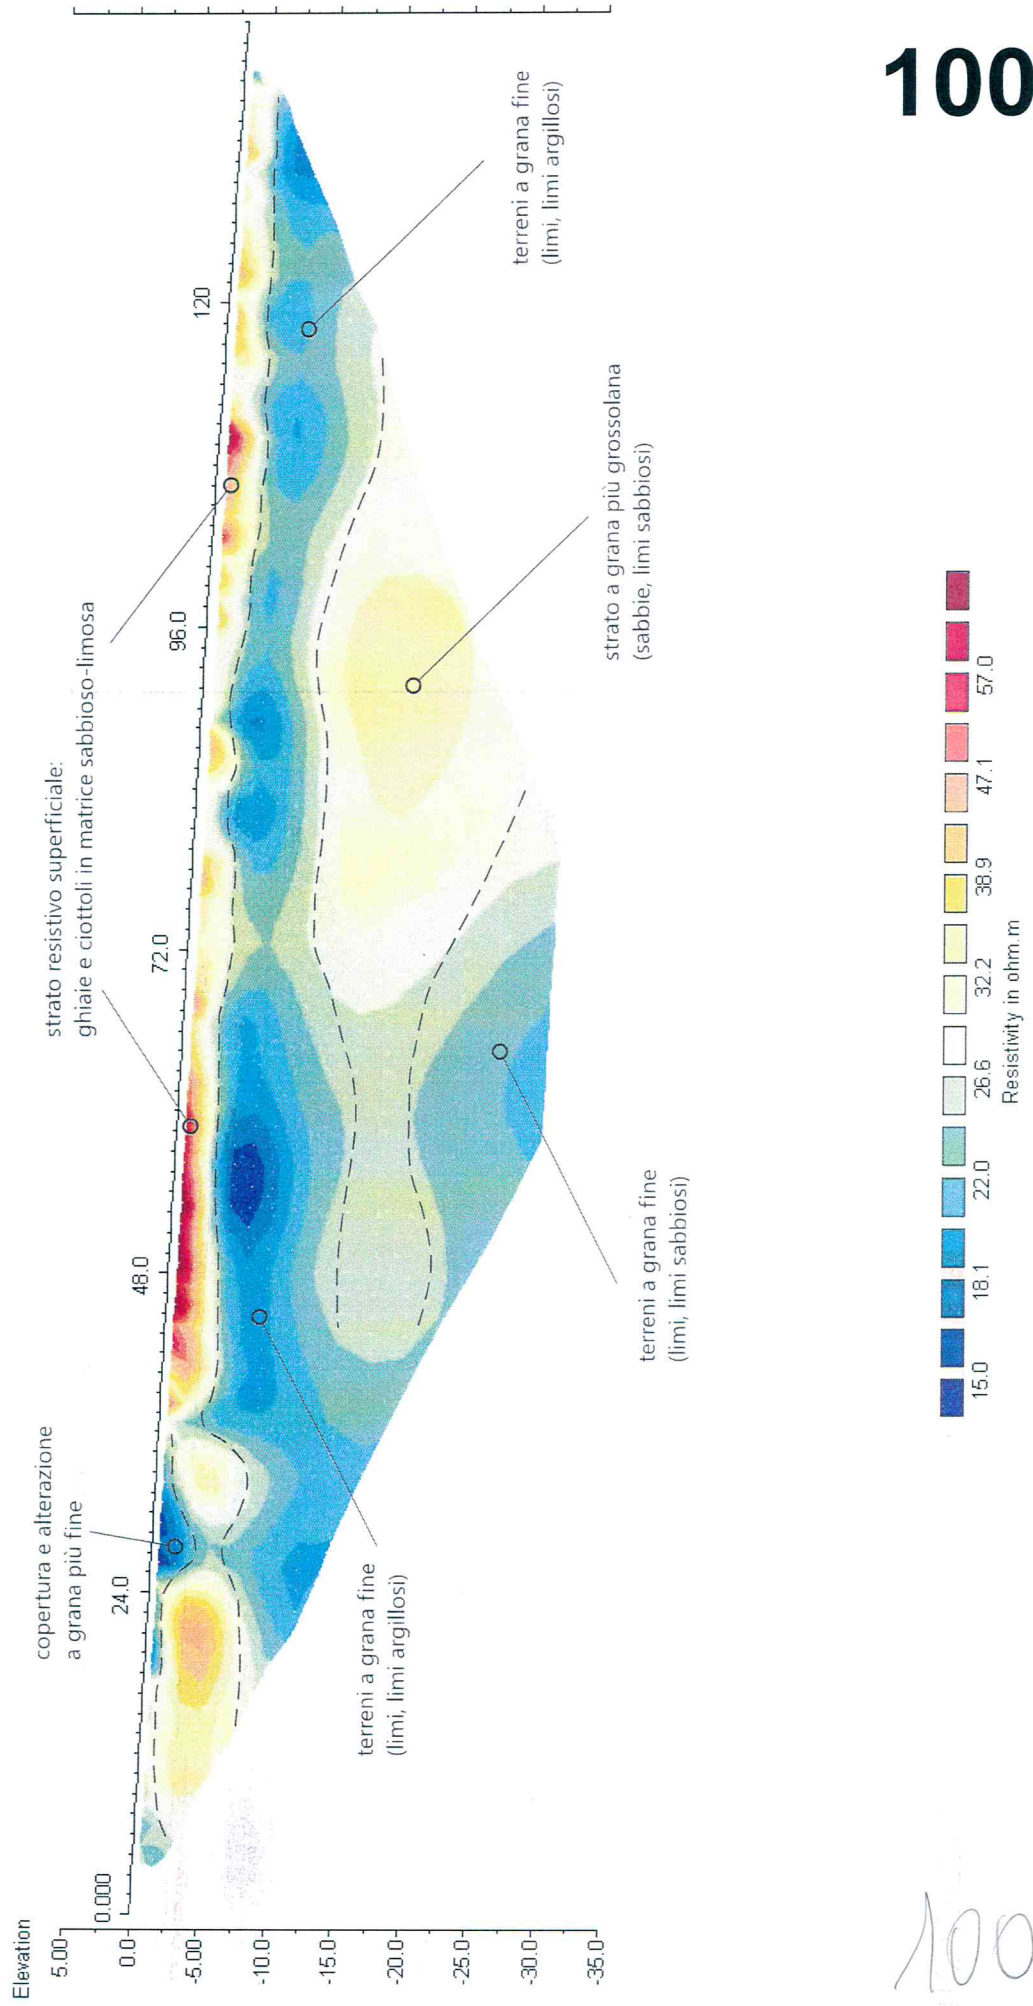 100
Elevation
5.00
0.0
-5.00
-10.0
-15.0
-20.0
-25.0
-30.0
-35.0
0.000
24.0
48.0
72.0
96.0
120
copertura e alterazione
a grana più fine
strato resistivo superficiale:
ghiaie e ciottoli in matrice sabbioso-limosa
terreni a grana fine
(limi, limi argillosi)
terreni a grana fine
(limi, limi sabbiosi)
strato a grana più grossolana
(sabbie, limi sabbiosi)
terreni a grana fine
(limi, limi argillosi)
15.0
18.1
22.0
26.6
32.2
38.9
47.1
57.0
Resistivity in ohm.m
100